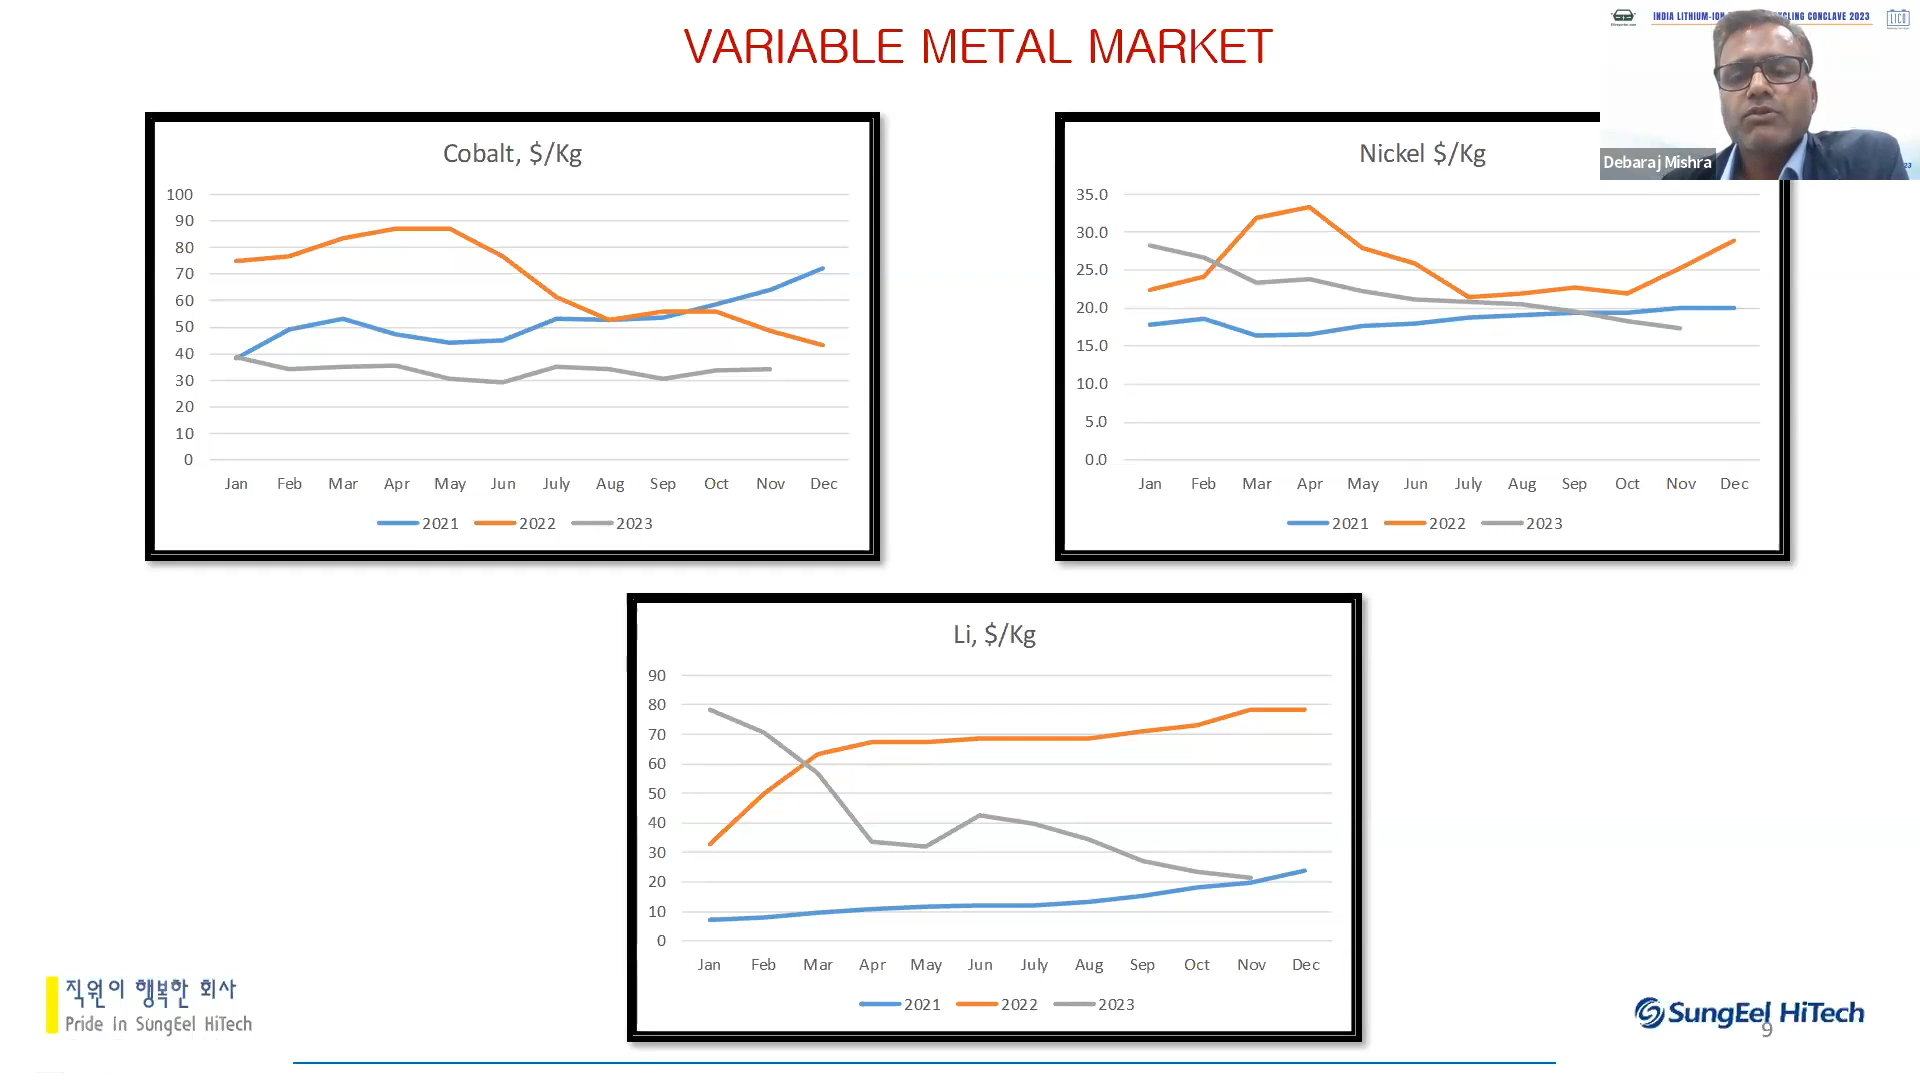 VARIABLE METAL MARKET
INDIA LITHIUM-ION
CLING CONCLAVE 2023
LICO
Debaraj Mishra
23
Cobalt, $/Kg
100
90
80
70
60
50
40
30
20
10
0
Jan Feb Mar Apr May Jun July Aug Sep Oct Nov Dec
2021 2022 2023
Nickel $/Kg
35.0
30.0
25.0
20.0
15.0
10.0
5.0
0.0
Jan Feb Mar Apr May Jun July Aug Sep Oct Nov Dec
2021 2022 2023
Li, $/Kg
90
80
70
60
50
40
30
20
10
0
Jan Feb Mar Apr May Jun July Aug Sep Oct Nov Dec
2021 2022 2023
직원이 행복한 회사
Pride in SungEel HiTech
SungEel HiTech
9